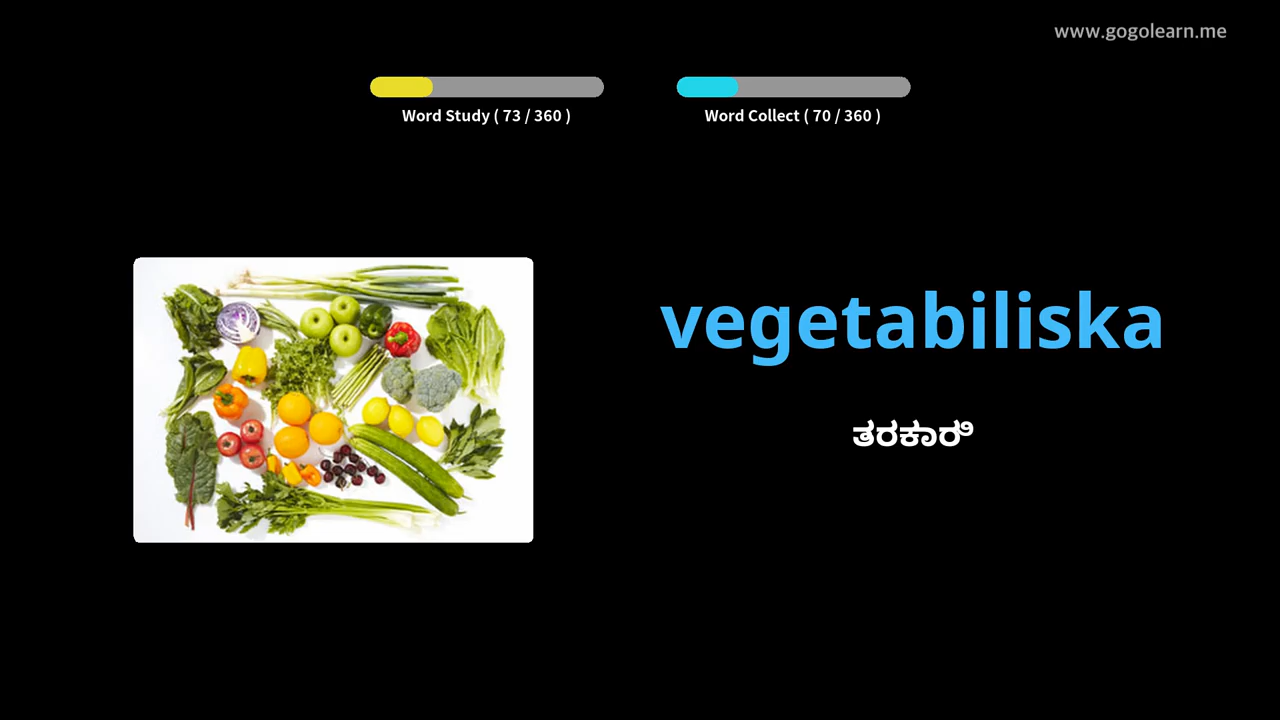 www.gogolearn.me
Word Study ( 73 / 360 )
Word Collect ( 70 / 360 )
vegetabiliska
ತರಕಾರಿ